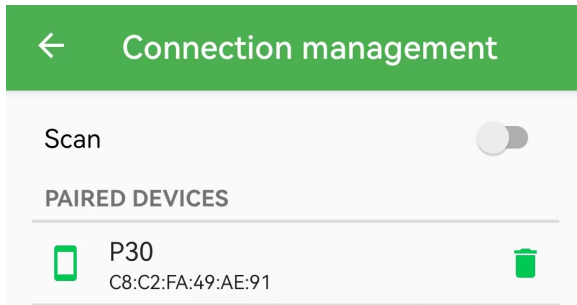 Connection management
Scan
PAIRED DEVICES
P30
C8:C2:FA:49:AE:91